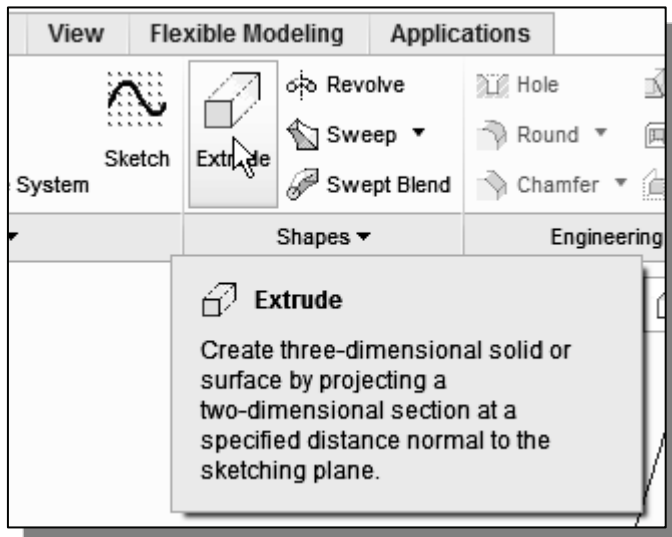 View Flexible Modeling Applications
Revolve Hole
Sweep Round
Sketch Extrude
System Swept Blend Chamfer
Shapes Engineering
Extrude
Create three-dimensional solid or
surface by projecting a
two-dimensional section at a
specified distance normal to the
sketching plane.